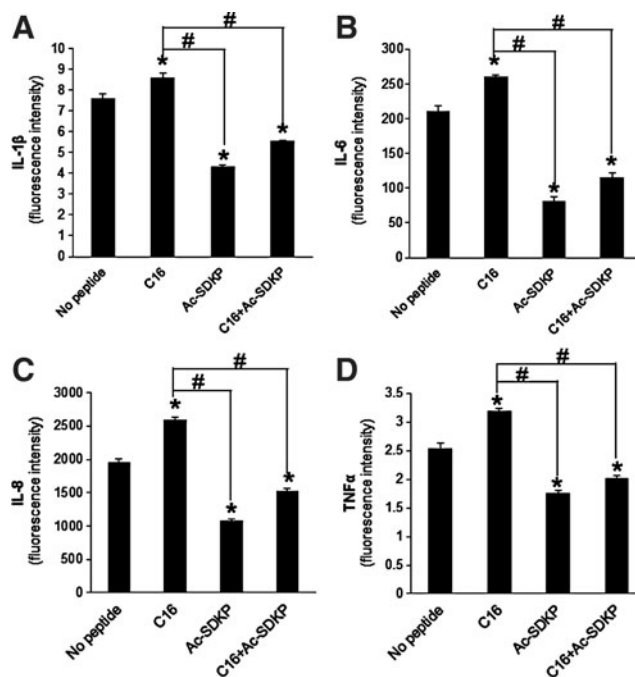 A
#
#
*
*
*
10
9
8
7
6
5
4
3
2
1
0
IL-1β
(fluorescence intensity)
No peptide
C16
Ac-SDKP
C16+Ac-SDKP
B
#
#
*
*
*
300
250
200
150
100
50
0
IL-6
(fluorescence intensity)
No peptide
C16
Ac-SDKP
C16+Ac-SDKP
C
#
#
*
*
*
3000
2500
2000
1500
1000
500
0
IL-8
(fluorescence intensity)
No peptide
C16
Ac-SDKP
C16+Ac-SDKP
D
#
#
*
*
*
3.5
3
2.5
2
1.5
1
0.5
0
TNFα
(fluorescence intensity)
No peptide
C16
Ac-SDKP
C16+Ac-SDKP